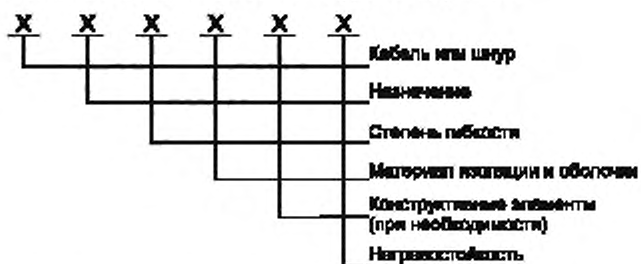 X X X X X X
Кабель или шнур
Назначение
Степень гибкости
Материал изоляции и оболочки
Конструктивные элементы
(при необходимости)
Нагревостойкость